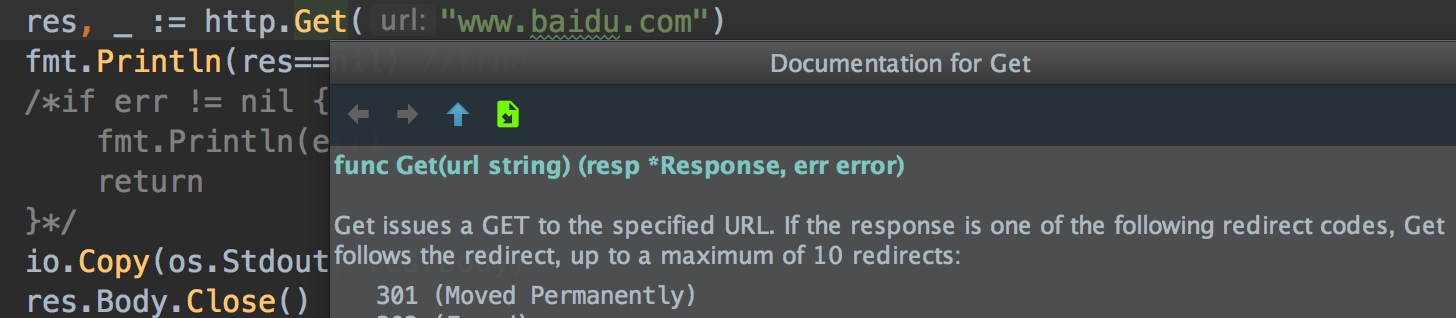 res, _ := http.Get( url: "www.baidu.com")
fmt.Println(res==nil) //true
/*if err != nil {
fmt.Println(e
return
}*/
io.Copy(os.Stdout
res.Body.Close()
Documentation for Get
func Get(url string) (resp *Response, err error)
Get issues a GET to the specified URL. If the response is one of the following redirect codes, Get
follows the redirect, up to a maximum of 10 redirects:
301 (Moved Permanently)